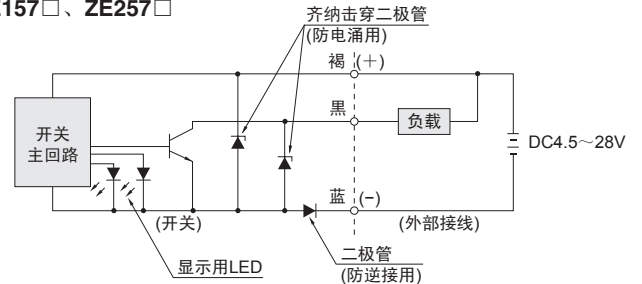 E157□、ZE257□
齐纳击穿二极管
(防电涌用)
褐 (+)
黒
开关
主回路
负载
DC4.5～28V
蓝 (−)
(开关)
(外部接线)
显示用LED
二极管
(防逆接用)